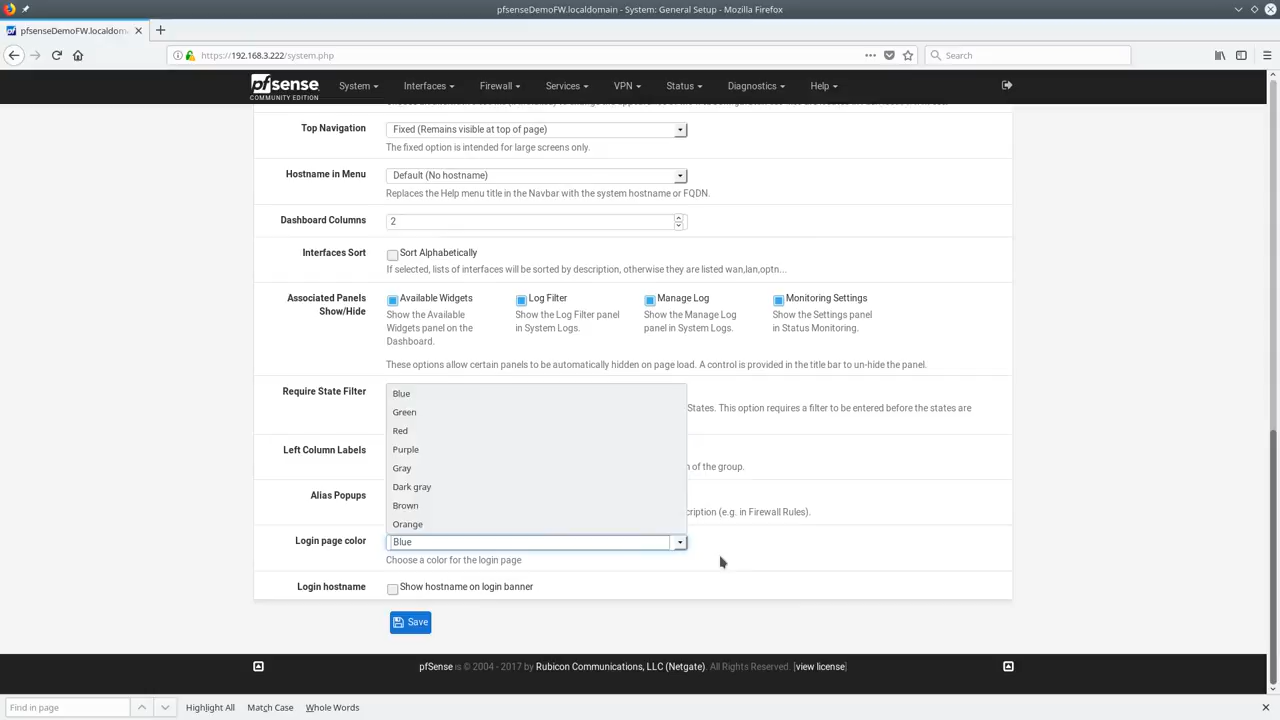 pfsenseDemoFW.localdomain - System: General Setup - Mozilla Firefox
pfsenseDemoFW.localdom
https://192.168.3.222/system.php
Search
pfsense
COMMUNITY EDITION
System Interfaces Firewall Services VPN Status Diagnostics Help
Top Navigation
Fixed (Remains visible at top of page)
The fixed option is intended for large screens only.
Hostname in Menu
Default (No hostname)
Replaces the Help menu title in the Navbar with the system hostname or FQDN.
Dashboard Columns
2
Interfaces Sort
Sort Alphabetically
If selected, lists of interfaces will be sorted by description, otherwise they are listed wan,lan,optn...
Associated Panels
Show/Hide
Available Widgets
Show the Available
Widgets panel on the
Dashboard.
Log Filter
Show the Log Filter panel
in System Logs.
Manage Log
Show the Manage Log
panel in System Logs.
Monitoring Settings
Show the Settings panel
in Status Monitoring.
These options allow certain panels to be automatically hidden on page load. A control is provided in the title bar to un-hide the panel.
Require State Filter
States. This option requires a filter to be entered before the states are
Left Column Labels
n of the group.
Alias Popups
cription (e.g. in Firewall Rules).
Blue
Green
Red
Purple
Gray
Dark gray
Brown
Orange
Login page color
Blue
Choose a color for the login page
Login hostname
Show hostname on login banner
Save
pfSense is © 2004 - 2017 by Rubicon Communications, LLC (Netgate). All Rights Reserved. [view license]
Find in page
Highlight All Match Case Whole Words